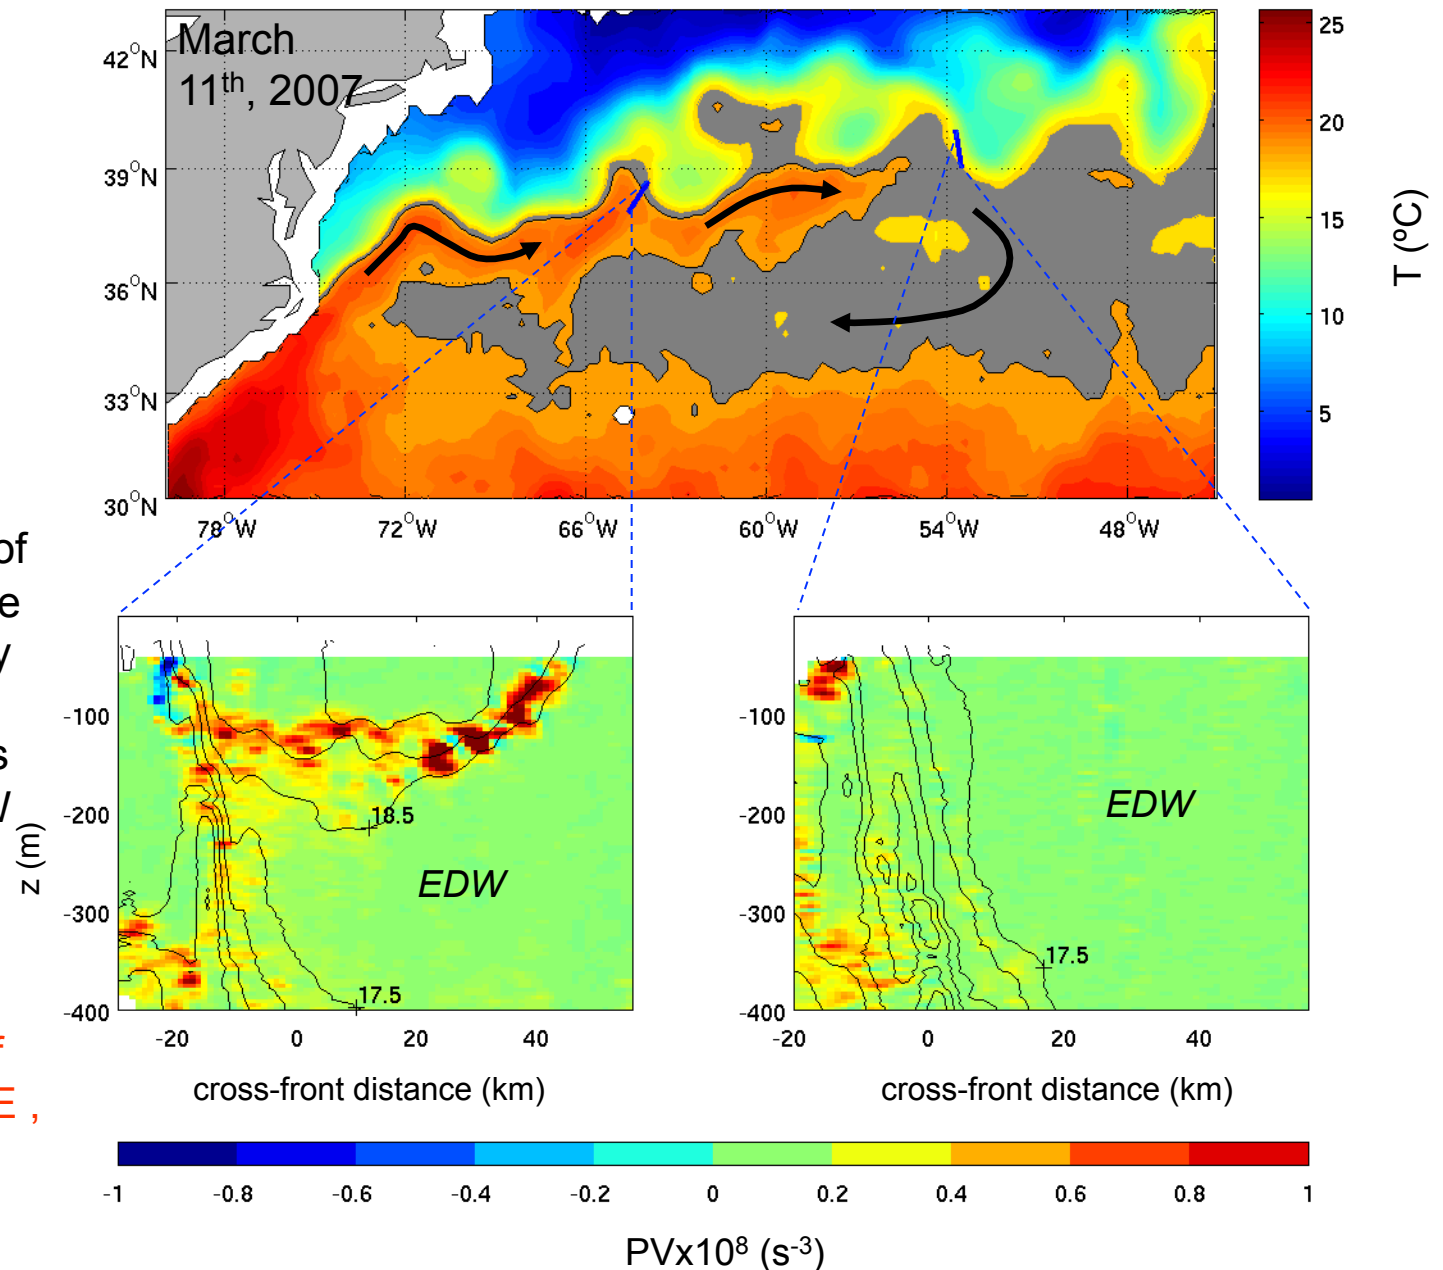 March
11th, 2007
42°N
39°N
36°N
33°N
30°N
78°W 72°W 66°W 60°W 54°W 48°W
25
20
15
10
5
T (ºC)
of
e
y
s
/
=
E ,
z (m)
-100
-200
-300
-400
18.5
EDW
17.5
-20 0 20 40
cross-front distance (km)
-100
-200
-300
-400
EDW
17.5
-20 0 20 40
cross-front distance (km)
-1 -0.8 -0.6 -0.4 -0.2 0 0.2 0.4 0.6 0.8 1
PVx10⁸ (s⁻³)